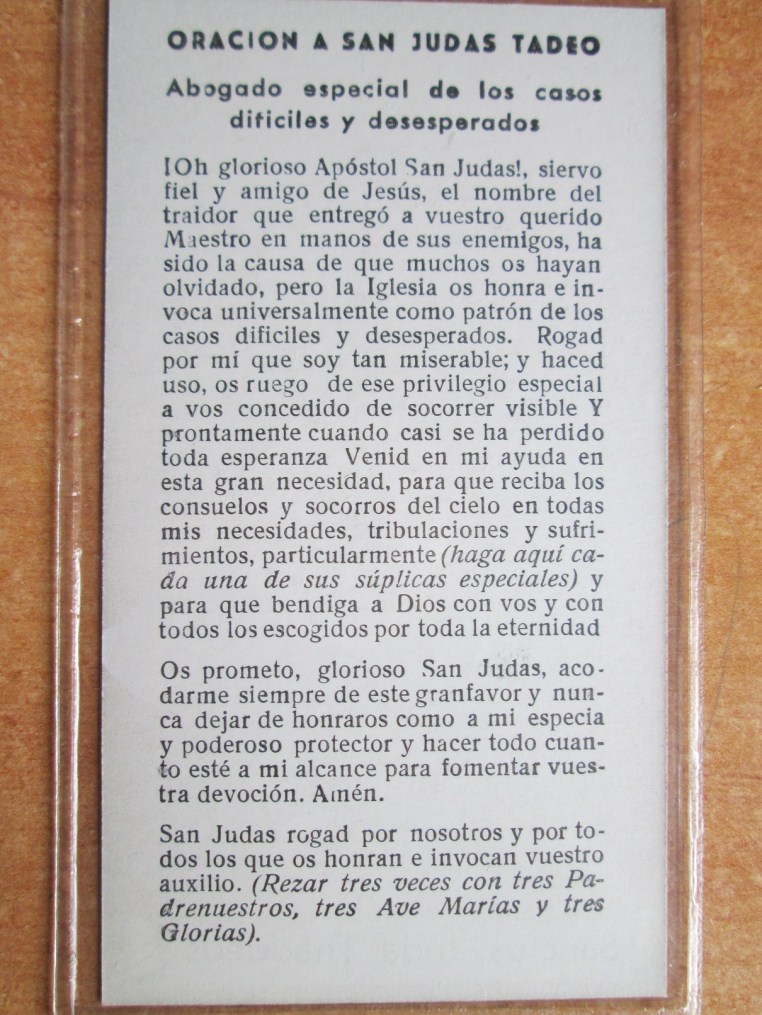 ORACION A SAN JUDAS TADEO
Abogado especial de los casos
dificiles y desesperados
¡Oh glorioso Apóstol San Judas!, siervo
fiel y amigo de Jesús, el nombre del
traidor que entregó a vuestro querido
Maestro en manos de sus enemigos, ha
sido la causa de que muchos os hayan
olvidado, pero la Iglesia os honra e in-
voca universalmente como patrón de los
casos dificiles y desesperados. Rogad
por mí que soy tan miserable; y haced
uso, os ruego de ese privilegio especial
a vos concedido de socorrer visible Y
prontamente cuando casi se ha perdido
toda esperanza Venid en mi ayuda en
esta gran necesidad, para que reciba los
consuelos y socorros del cielo en todas
mis necesidades, tribulaciones y sufri-
mientos, particularmente (haga aquí ca-
da una de sus súplicas especiales) y
para que bendiga a Dios con vos y con
todos los escogidos por toda la eternidad
Os prometo, glorioso San Judas, aco-
darme siempre de este granfavor y nun-
ca dejar de honraros como a mi especia
y poderoso protector y hacer todo cuan-
to esté a mi alcance para fomentar vues-
tra devoción. Amén.
San Judas rogad por nosotros y por to-
dos los que os honran e invocan vuestro
auxilio. (Rezar tres veces con tres Pa-
drenuestros, tres Ave Marías y tres
Glorias).